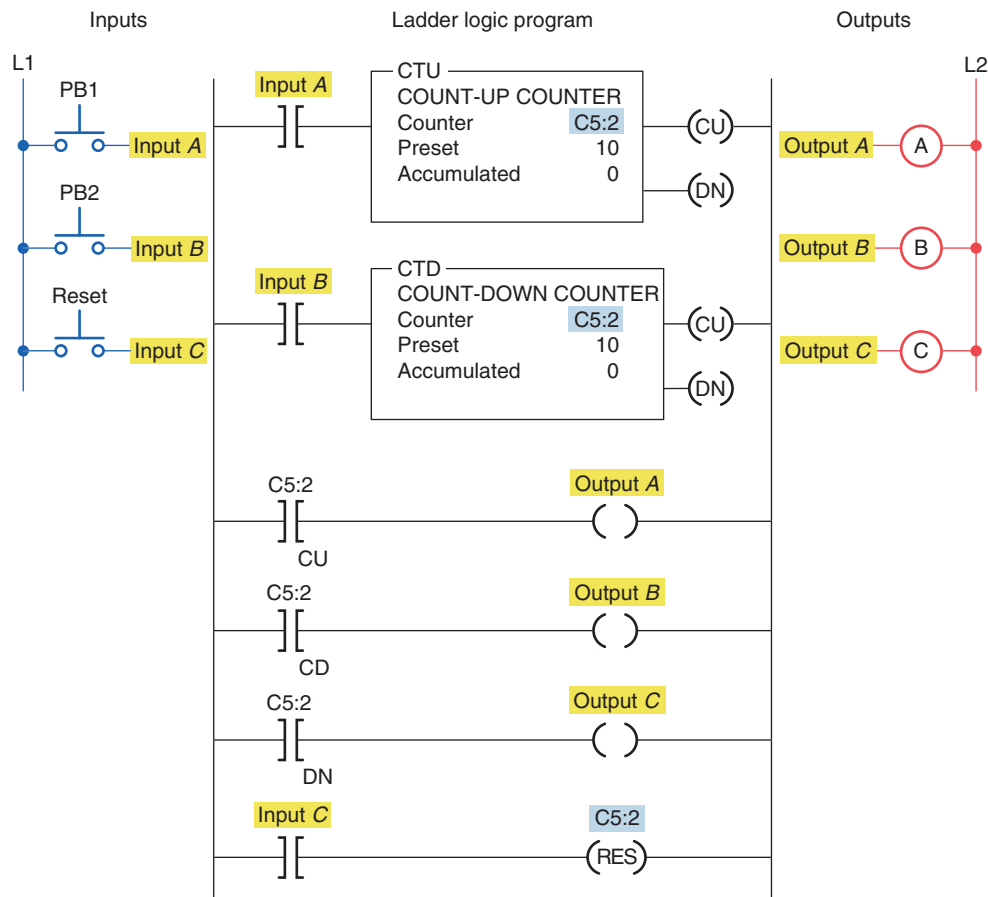 Inputs
Ladder logic program
Outputs
L1
L2
PB1
Input A
PB2
Input B
Reset
Input C
Input A
CTU
COUNT-UP COUNTER
Counter C5:2
Preset 10
Accumulated 0
CU
DN
Input B
CTD
COUNT-DOWN COUNTER
Counter C5:2
Preset 10
Accumulated 0
CU
DN
C5:2
CU
Output A
C5:2
CD
Output B
C5:2
DN
Output C
Input C
C5:2
RES
Output A A
Output B B
Output C C